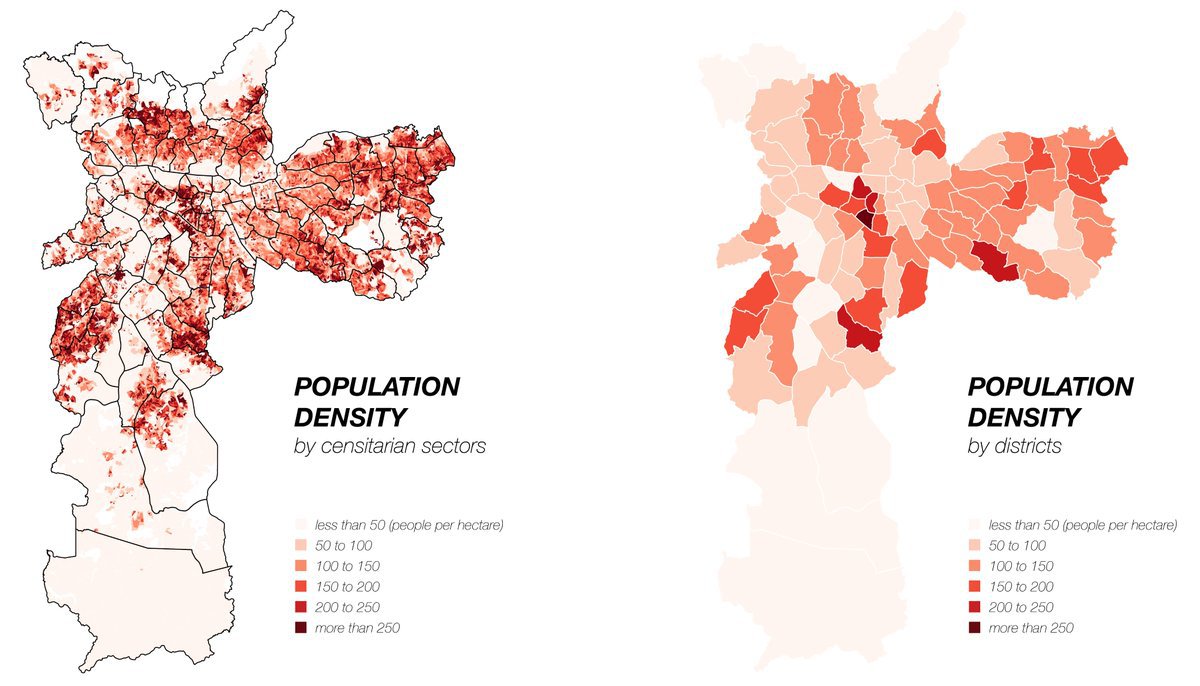 POPULATION
DENSITY
by censitarian sectors
less than 50 (people per hectare)
50 to 100
100 to 150
150 to 200
200 to 250
more than 250
POPULATION
DENSITY
by districts
less than 50 (people per hectare)
50 to 100
100 to 150
150 to 200
200 to 250
more than 250